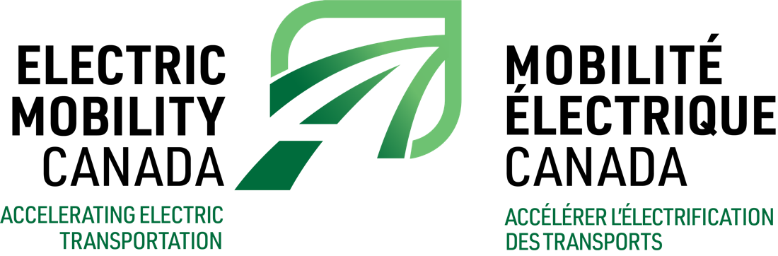 ELECTRIC
MOBILITY
CANADA
ACCELERATING ELECTRIC
TRANSPORTATION
MOBILITÉ
ÉLECTRIQUE
CANADA
ACCÉLÉRER L'ÉLECTRIFICATION
DES TRANSPORTS